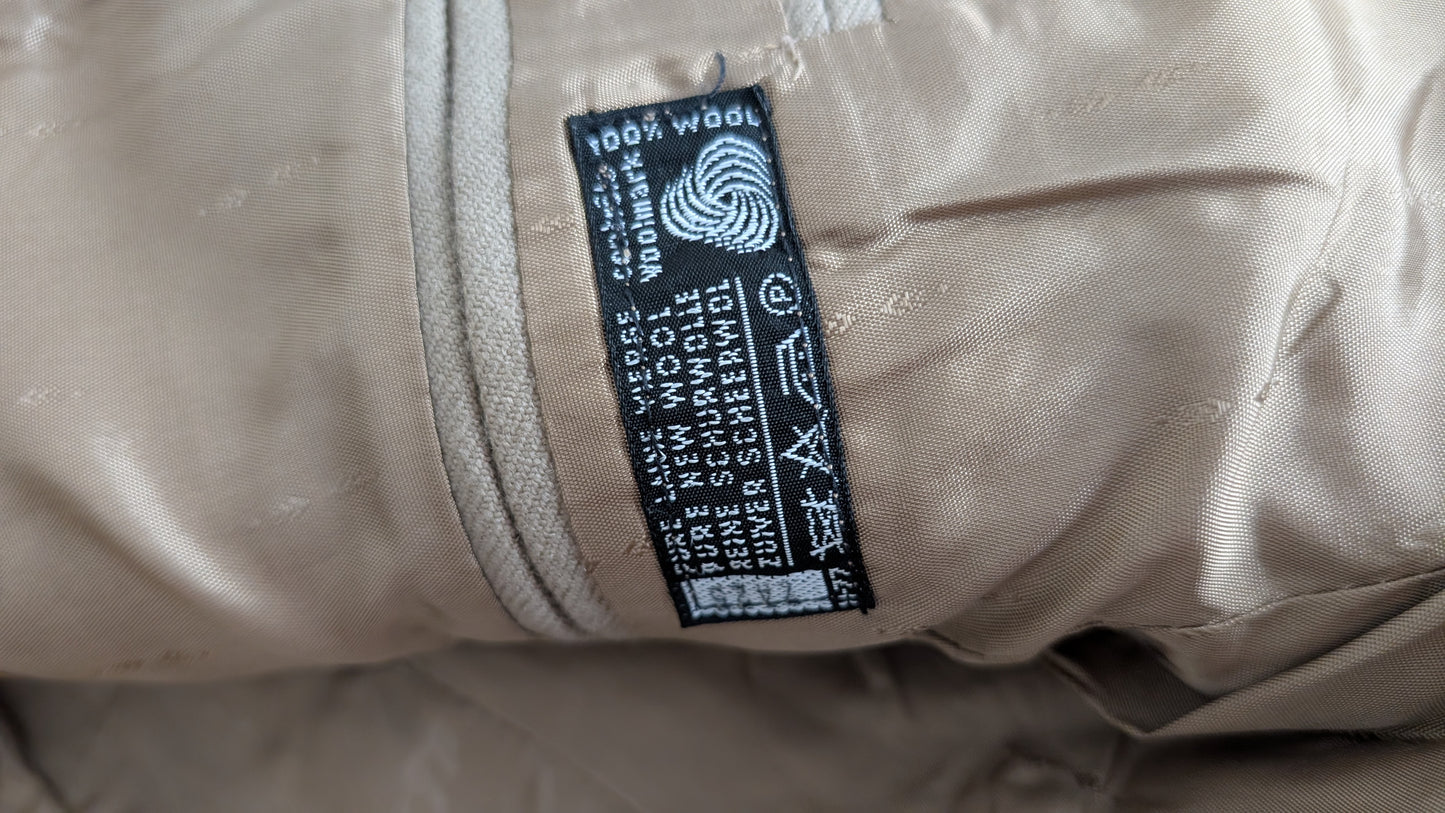 100% WOOL
woolmark
PURE LAINE VIERGE
PURE NEW WOOL
REINE SCHURWOLLE
ZUIVER SCHEERWOL
P